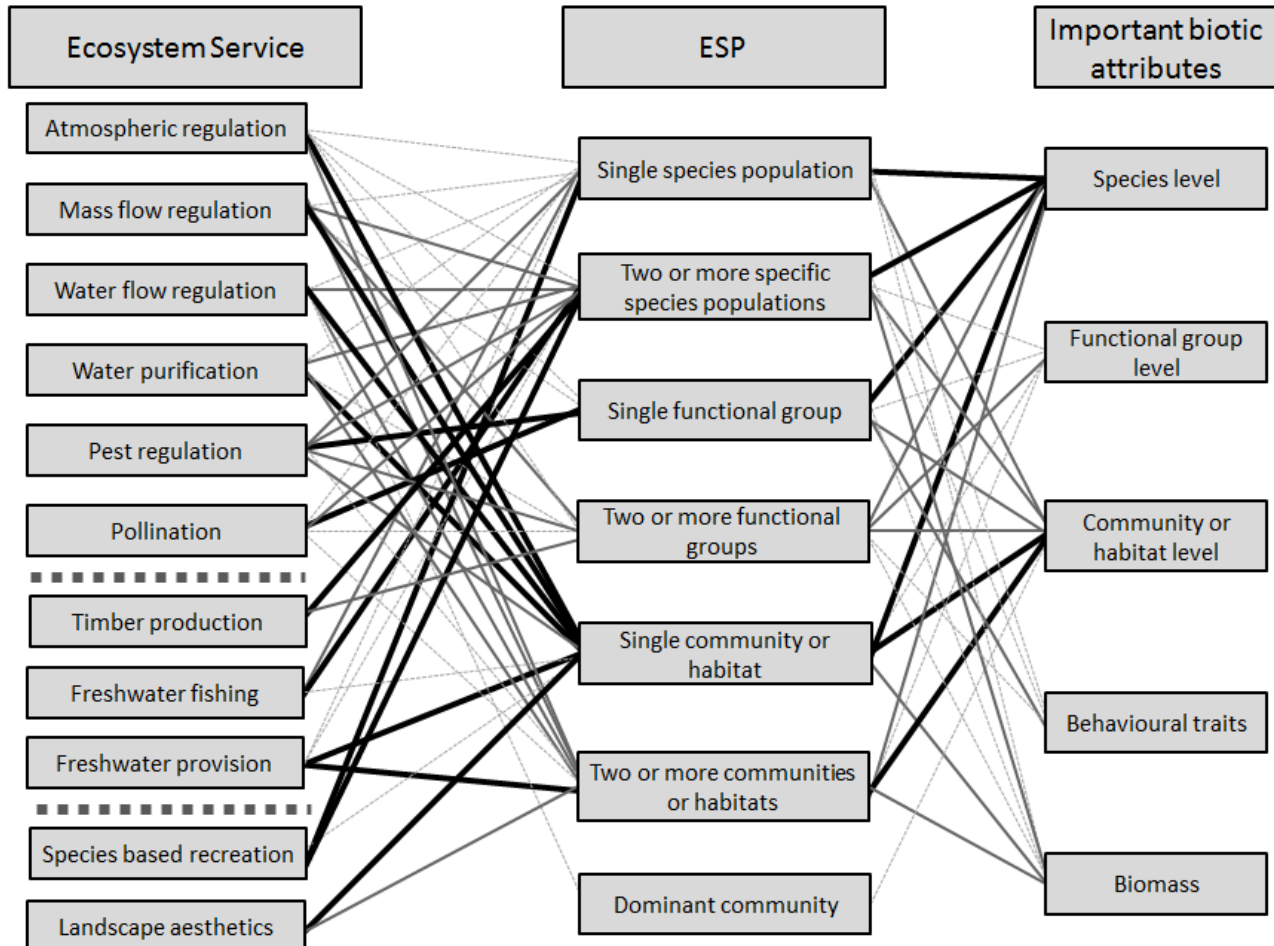 Ecosystem Service
Atmospheric regulation
Mass flow regulation
Water flow regulation
Water purification
Pest regulation
Pollination
Timber production
Freshwater fishing
Freshwater provision
Species based recreation
Landscape aesthetics
ESP
Single species population
Two or more specific
species populations
Single functional group
Two or more functional
groups
Single community or
habitat
Two or more communities
or habitats
Dominant community
Important biotic
attributes
Species level
Functional group
level
Community or
habitat level
Behavioural traits
Biomass